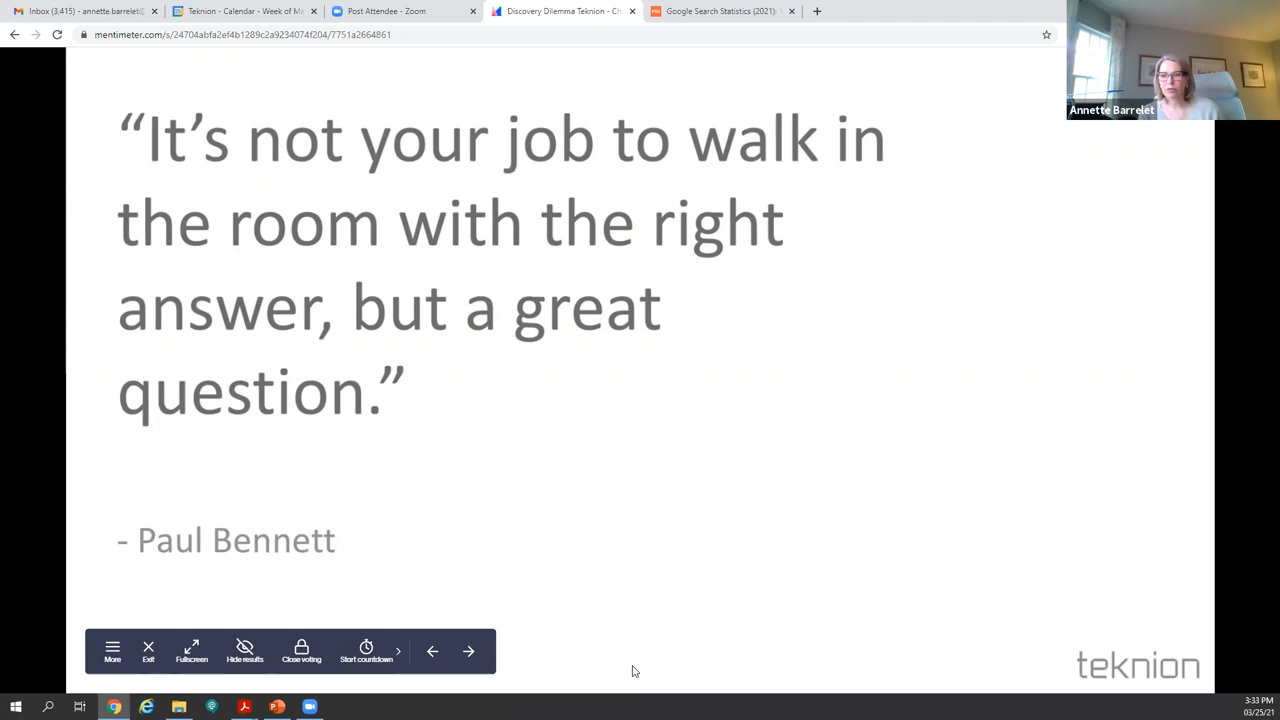 Inbox (3,415) - annette.barrelet@
Teknion - Calendar - Week of Ma
Post Attendee - Zoom
Discovery Dilemma Teknion - Ch
Google Search Statistics (2021):
mentimeter.com/s/24704abfa2ef4b1289c2a9234074f204/7751a2664861
Annette Barrelet
“It’s not your job to walk in
the room with the right
answer, but a great
question.”
- Paul Bennett
More
Exit
Fullscreen
Hide results
Close voting
Start countdown
teknion
3:33 PM
03/25/21